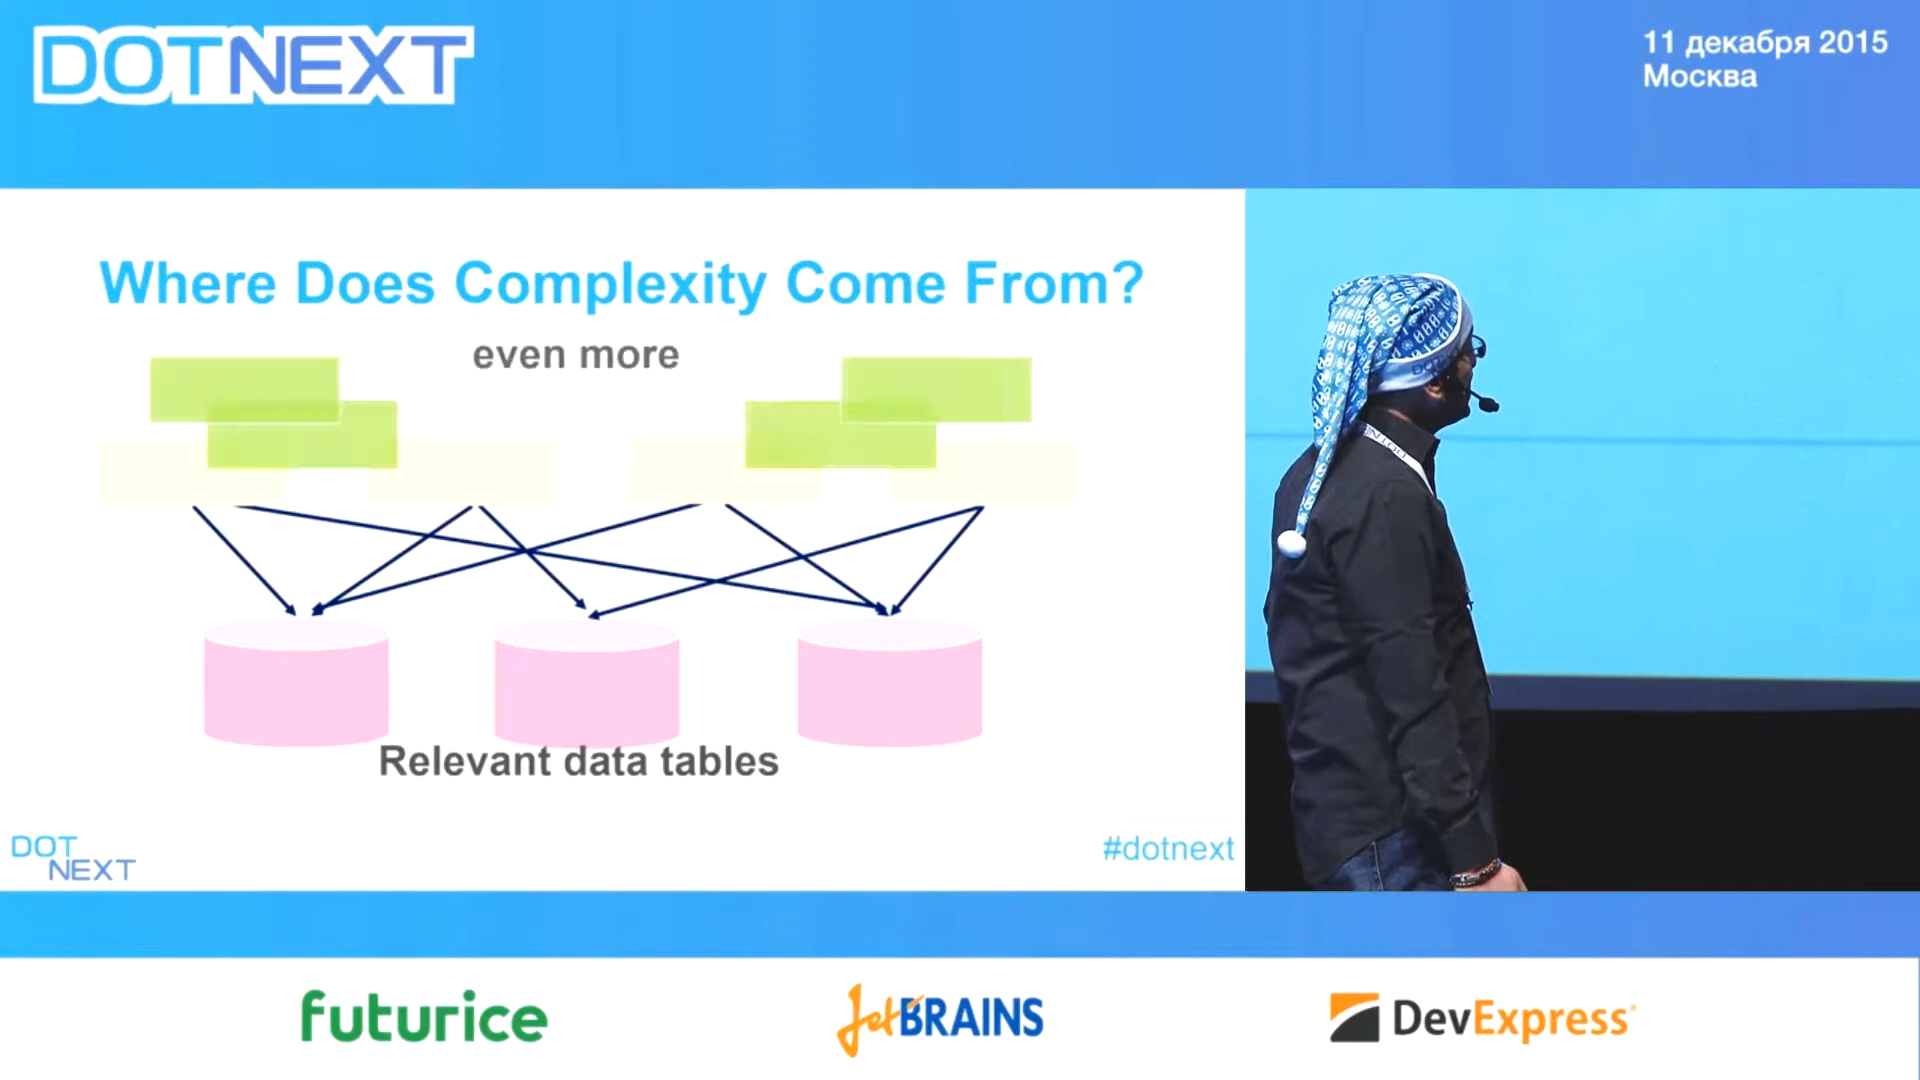 DOTNEXT
11 декабря 2015
Москва
Where Does Complexity Come From?
even more
Relevant data tables
DOT
NEXT
#dotnext
futurice
JetBRAINS
DevExpress